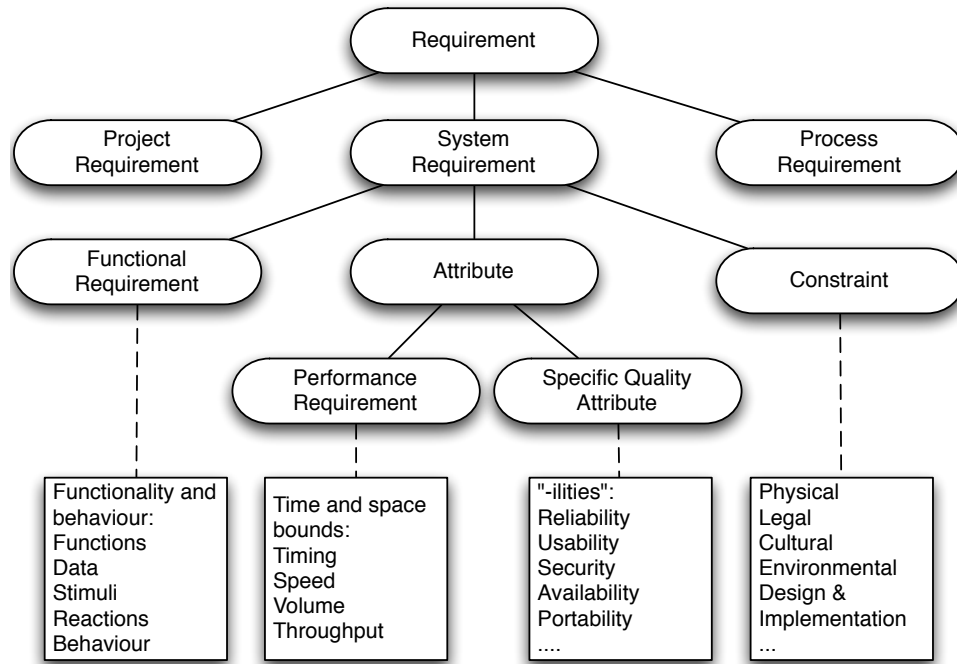 Requirement
Project
Requirement
System
Requirement
Process
Requirement
Functional
Requirement
Attribute
Constraint
Performance
Requirement
Specific Quality
Attribute
Functionality and
behaviour:
Functions
Data
Stimuli
Reactions
Behaviour
Time and space
bounds:
Timing
Speed
Volume
Throughput
"-ilities":
Reliability
Usability
Security
Availability
Portability
....
Physical
Legal
Cultural
Environmental
Design &
Implementation
...